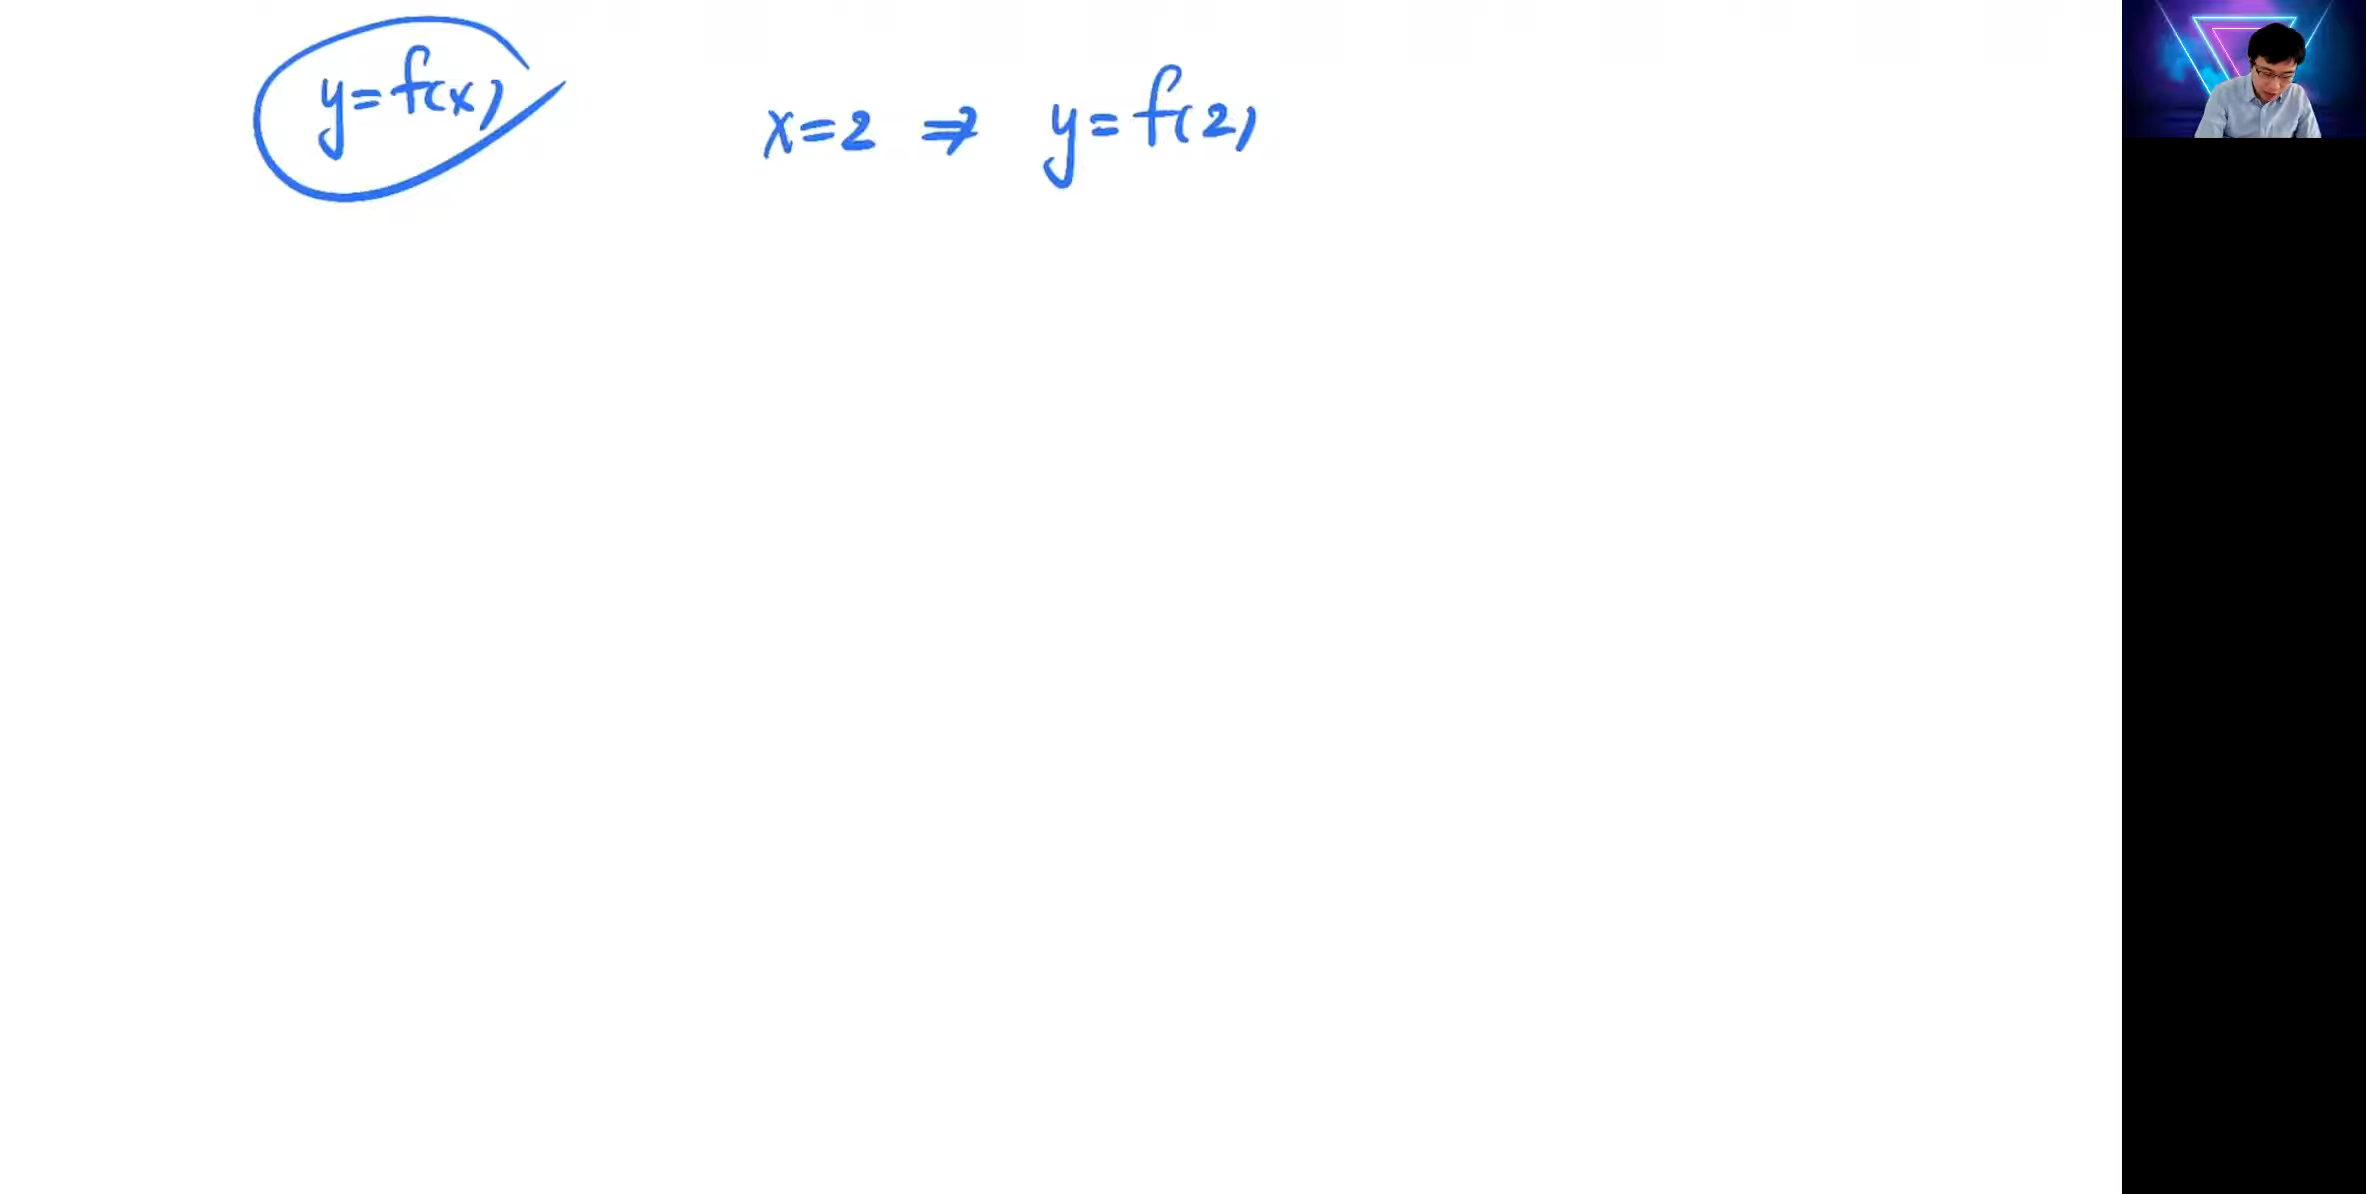 y=f(x)
x=2 ⇒ y=f(2)